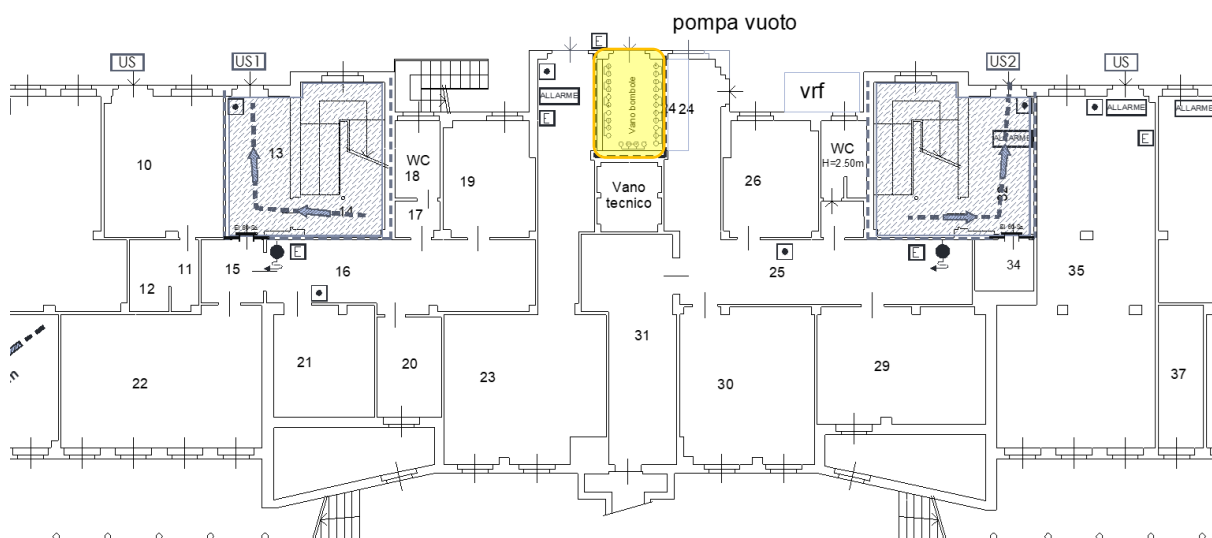 pompa vuoto
US
US1
E
US2
US
ALLARME
vrf
ALLARME
ALLARME
10
13
WC
18
19
E
Vano bombole
4 24
26
WC
H=2.50m
ALLARME
E
14
17
Vano
tecnico
32
11
15
E
16
25
E
34
35
12
22
21
20
23
31
30
29
37